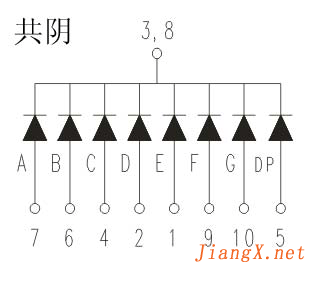 共阴
3,8
A B C D E F G DP
7 6 4 2 1 9 10 5
JiangX.net